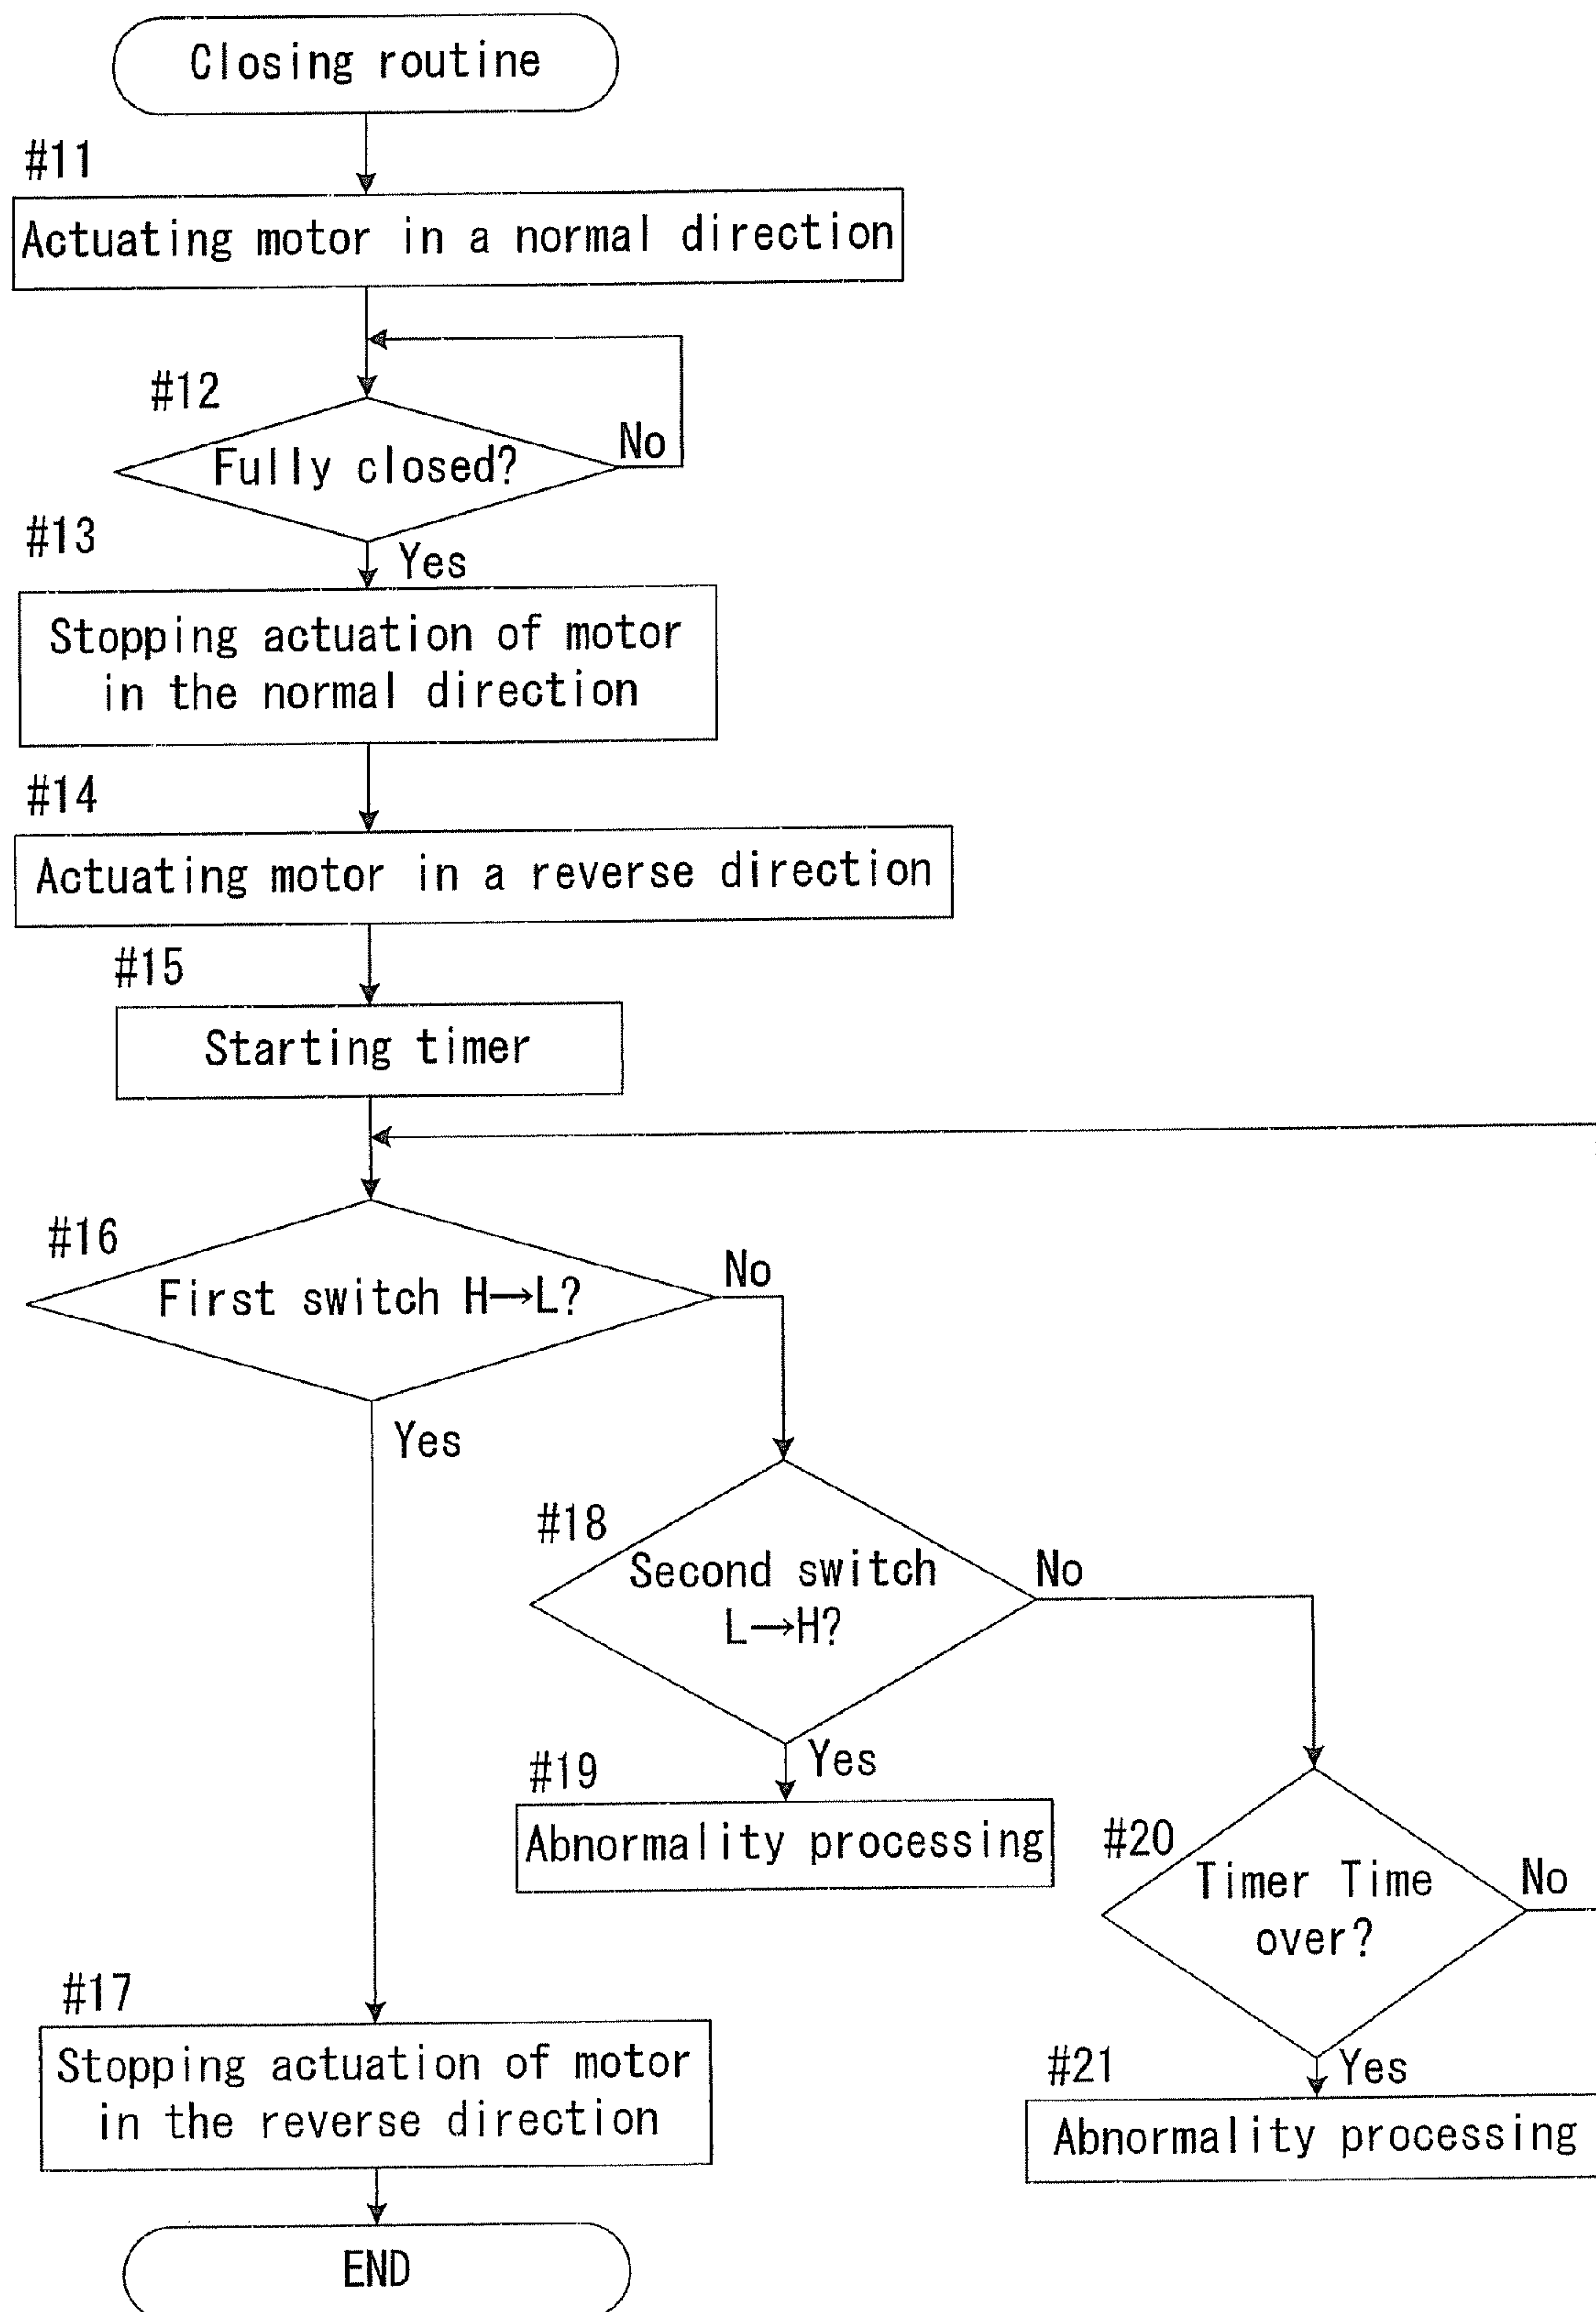 Closing routine
#11
Actuating motor in a normal direction
#12
Fully closed?
No
#13
Yes
Stopping actuation of motor
in the normal direction
#14
Actuating motor in a reverse direction
#15
Starting timer
#16
First switch H→L?
No
Yes
#18
Second switch
L→H?
No
#19
Yes
Abnormality processing
#20
Timer Time
over?
No
#17
Stopping actuation of motor
in the reverse direction
#21
Yes
Abnormality processing
END